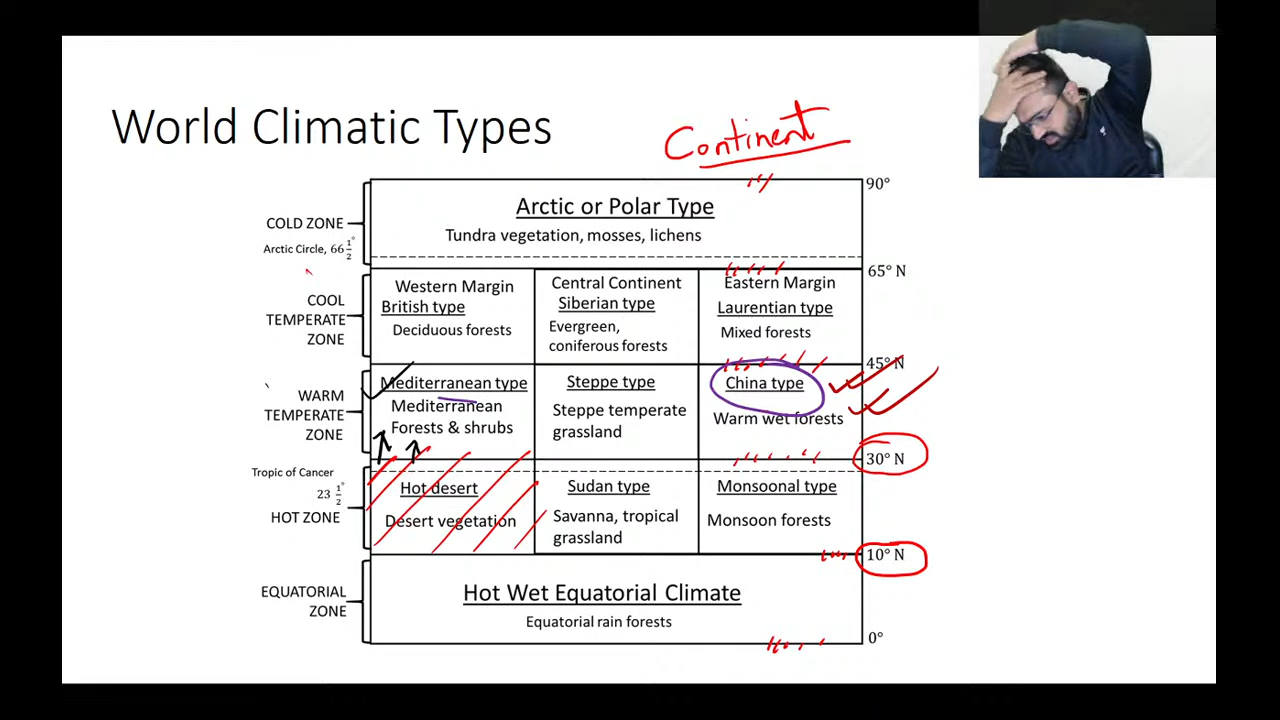 World Climatic Types
Continent
90°
Arctic or Polar Type
COLD ZONE
Tundra vegetation, mosses, lichens
Arctic Circle, 66 1/2°
65° N
Western Margin
British type
Deciduous forests
Central Continent
Siberian type
Evergreen,
coniferous forests
Eastern Margin
Laurentian type
Mixed forests
COOL
TEMPERATE
ZONE
45° N
Mediterranean type
Mediterranean
Forests & shrubs
Steppe type
Steppe temperate
grassland
China type
Warm wet forests
WARM
TEMPERATE
ZONE
30° N
Tropic of Cancer
23 1/2°
HOT ZONE
Hot desert
Desert vegetation
Sudan type
Savanna, tropical
grassland
Monsoonal type
Monsoon forests
10° N
EQUATORIAL
ZONE
Hot Wet Equatorial Climate
Equatorial rain forests
0°